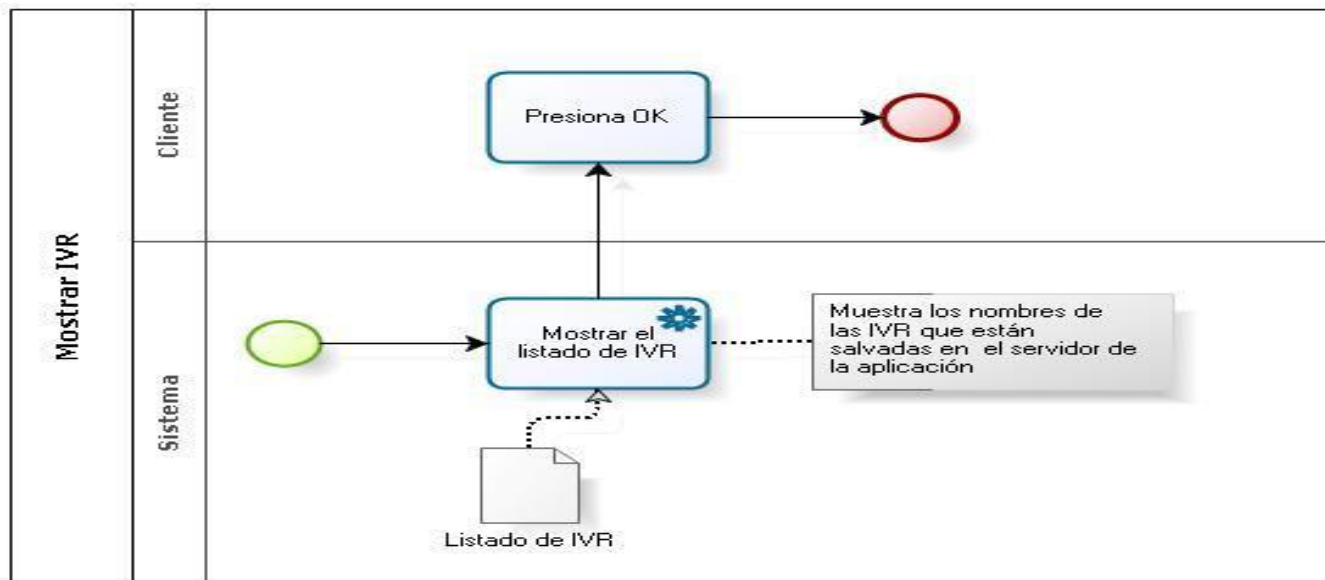 Mostrar IVR
Cliente
Presiona OK
Sistema
Mostrar el
listado de IVR
Muestra los nombres de
las IVR que están
salvadas en el servidor de
la aplicación
Listado de IVR